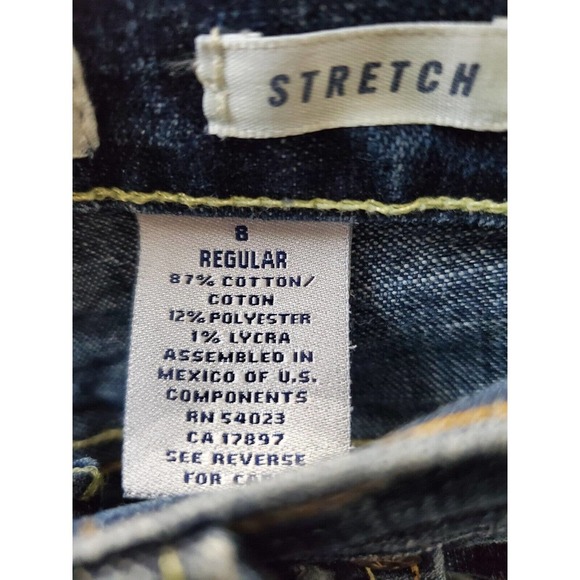 STRETCH
8
REGULAR
87% COTTON/
COTON
12% POLYESTER
1% LYCRA
ASSEMBLED IN
MEXICO OF U.S.
COMPONENTS
RN 54023
CA 17897
SEE REVERSE
FOR